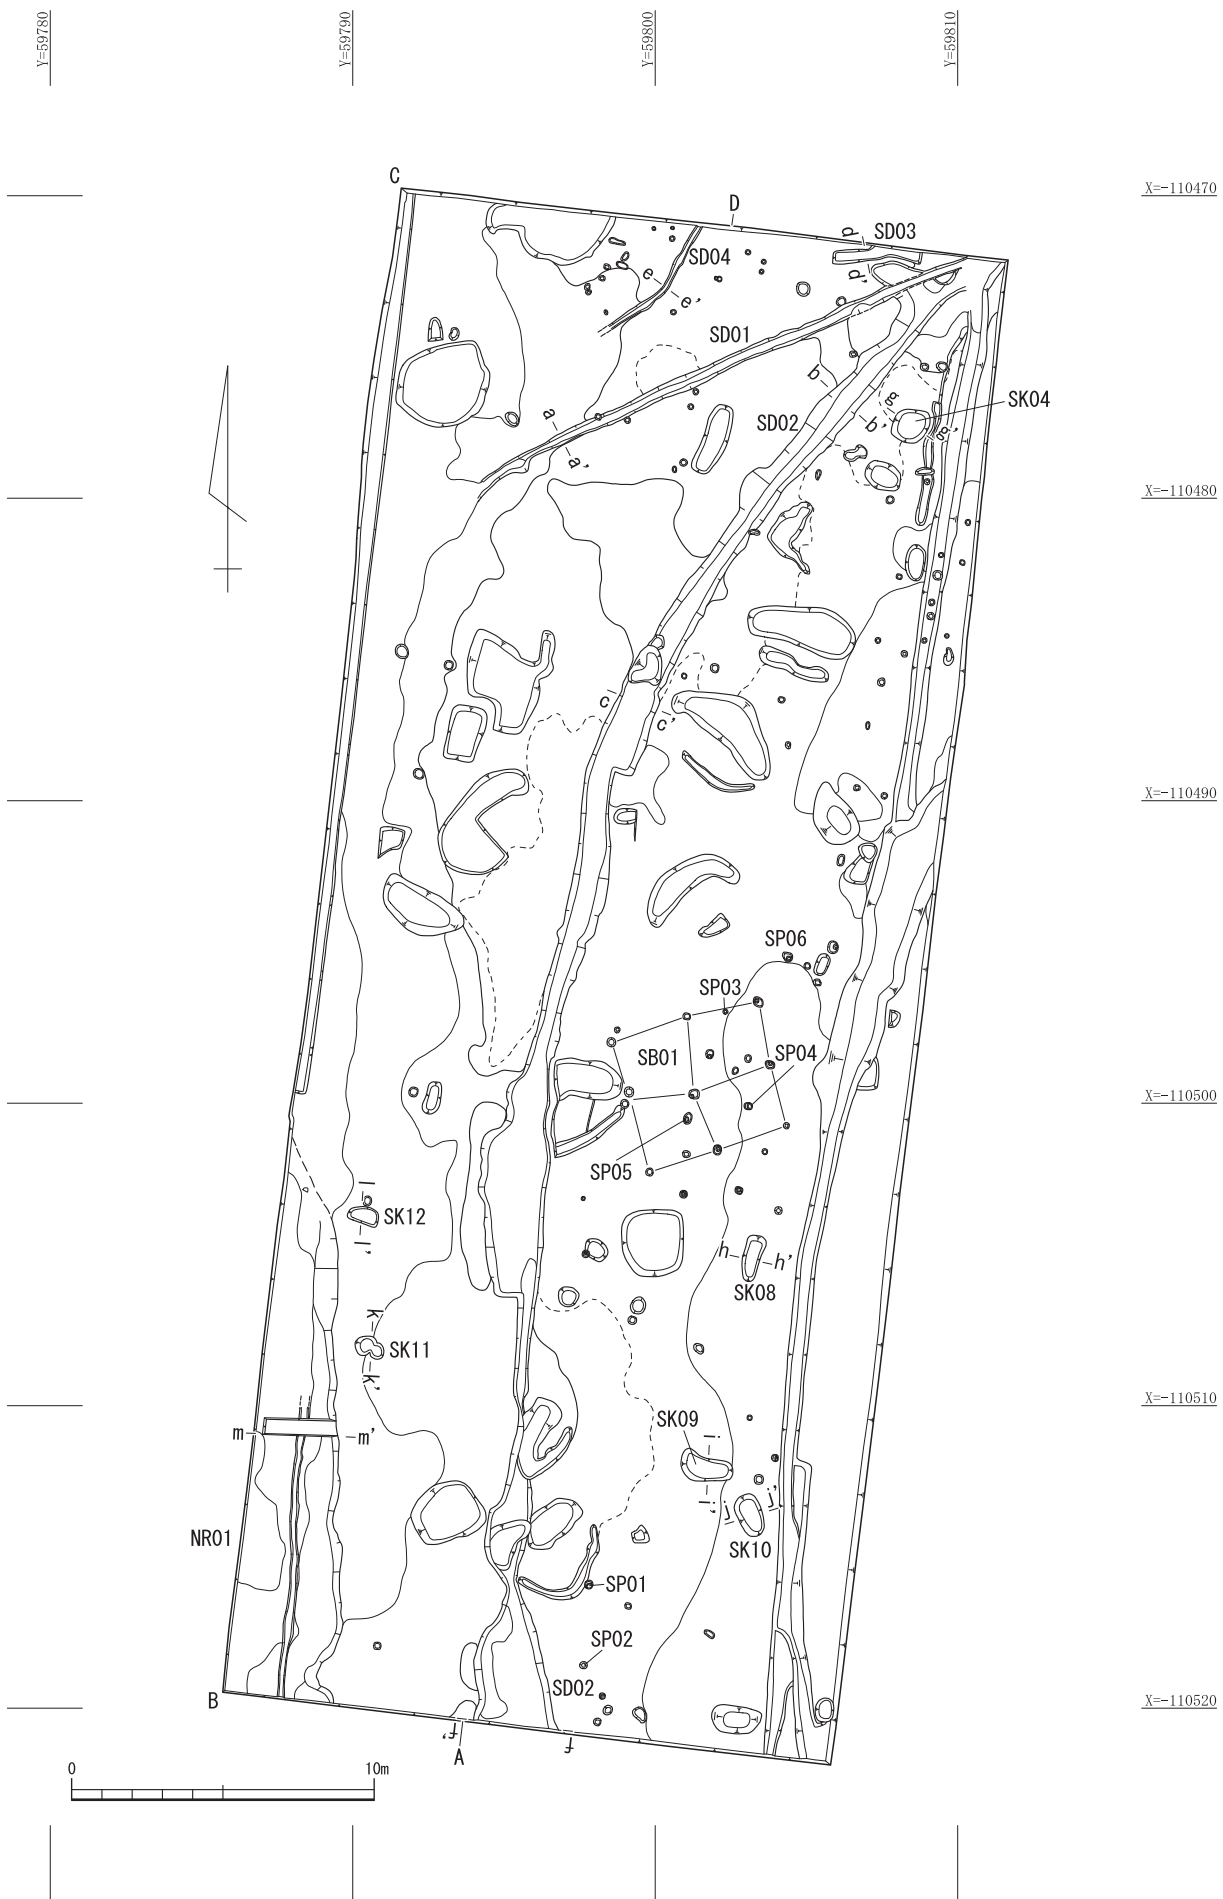 Y=59780
Y=59790
Y=59800
Y=59810
X=-110470
X=-110480
X=-110490
X=-110500
X=-110510
X=-110520
C
D
d
SD03
d'
SD04
e
e'
SD01
b
SD02
b'
g
SK04
g'
a
a'
c
c'
SP06
SP03
SB01
SP04
SP05
l
SK12
l'
h
h'
SK08
k
SK11
k'
m
m'
SK09
i
i'
j
j'
SK10
NR01
SP01
SP02
SD02
B
f'
A
f
0
10m